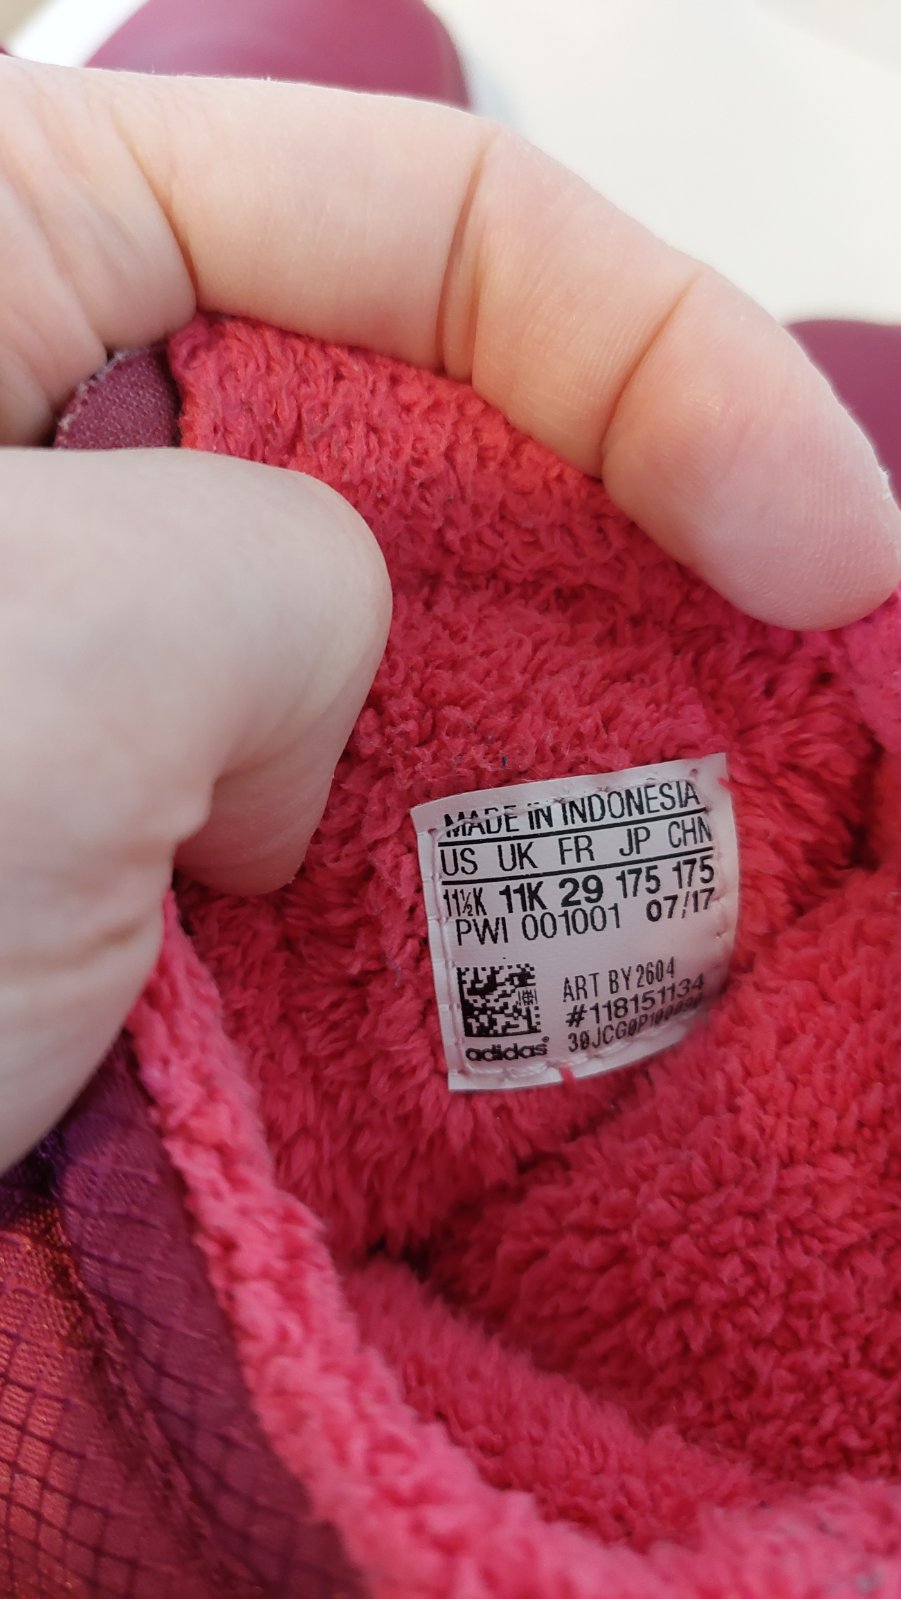 MADE IN INDONESIA
US UK FR JP CHN
11½K 11K 29 175 175
PWI 001001 07/17
ART BY2604
#118151134
adidas